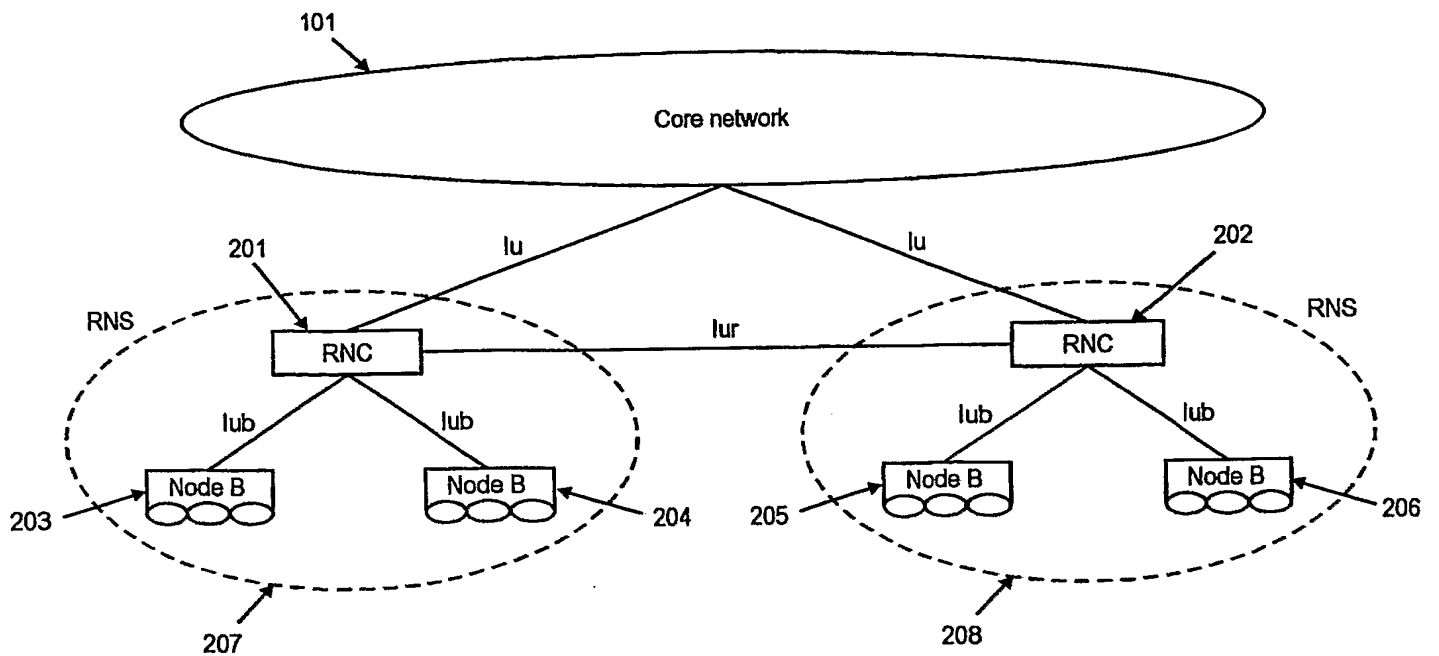 101
Core network
Iu
Iu
201
202
RNS
RNS
RNC
Iur
RNC
Iub
Iub
Iub
Iub
Node B
Node B
Node B
Node B
203
204
205
206
207
208